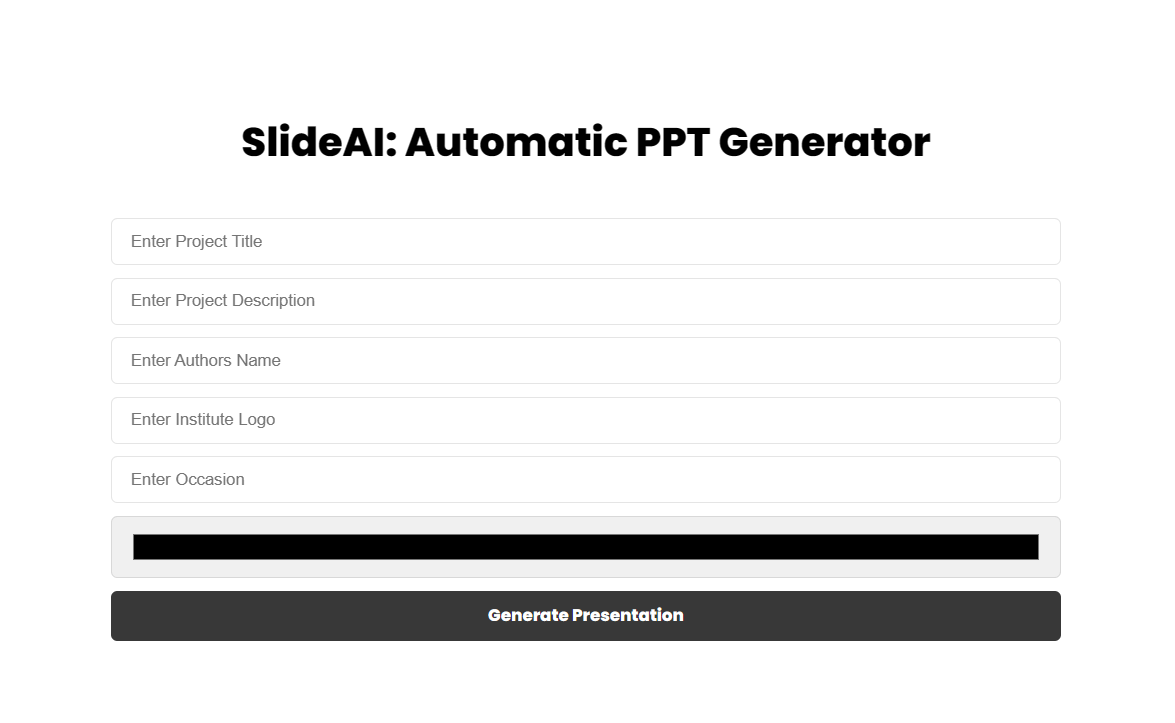 SlideAI: Automatic PPT Generator
Enter Project Title
Enter Project Description
Enter Authors Name
Enter Institute Logo
Enter Occasion
Generate Presentation